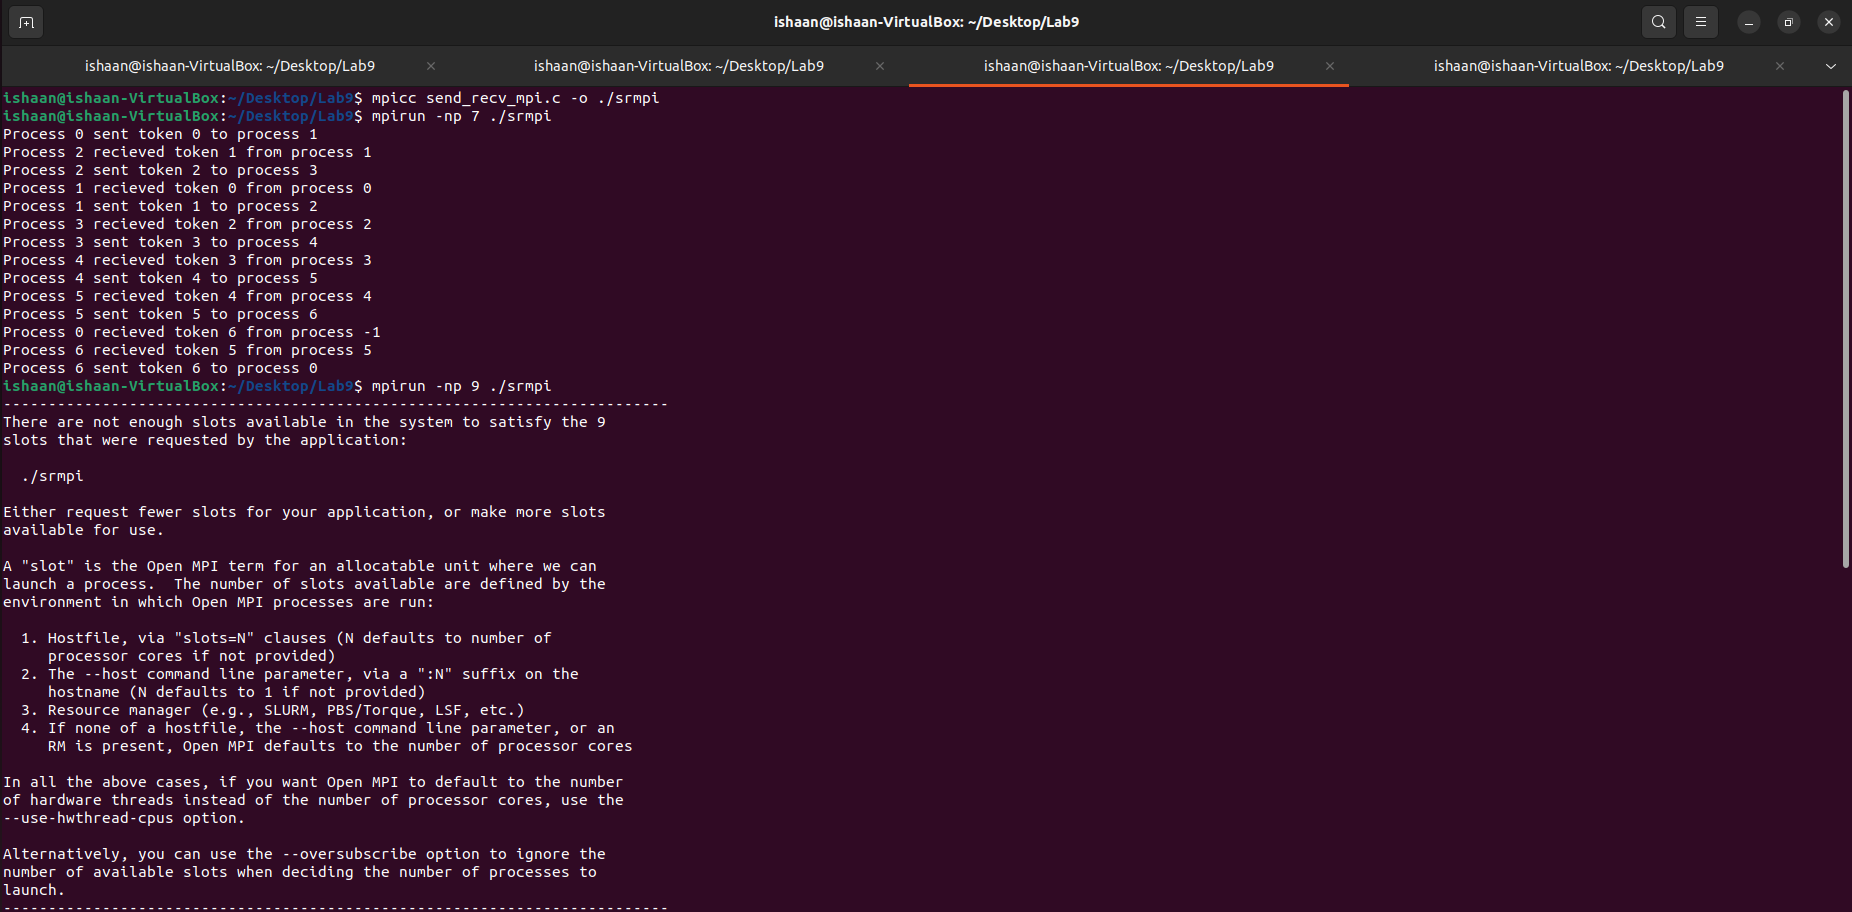 ishaan@ishaan-VirtualBox: ~/Desktop/Lab9
ishaan@ishaan-VirtualBox: ~/Desktop/Lab9 ishaan@ishaan-VirtualBox: ~/Desktop/Lab9 ishaan@ishaan-VirtualBox: ~/Desktop/Lab9 ishaan@ishaan-VirtualBox: ~/Desktop/Lab9
ishaan@ishaan-VirtualBox:~/Desktop/Lab9$ mpicc send_recv_mpi.c -o ./srmpi
ishaan@ishaan-VirtualBox:~/Desktop/Lab9$ mpirun -np 7 ./srmpi
Process 0 sent token 0 to process 1
Process 2 recieved token 1 from process 1
Process 2 sent token 2 to process 3
Process 1 recieved token 0 from process 0
Process 1 sent token 1 to process 2
Process 3 recieved token 2 from process 2
Process 3 sent token 3 to process 4
Process 4 recieved token 3 from process 3
Process 4 sent token 4 to process 5
Process 5 recieved token 4 from process 4
Process 5 sent token 5 to process 6
Process 0 recieved token 6 from process -1
Process 6 recieved token 5 from process 5
Process 6 sent token 6 to process 0
ishaan@ishaan-VirtualBox:~/Desktop/Lab9$ mpirun -np 9 ./srmpi
--------------------------------------------------------------------------
There are not enough slots available in the system to satisfy the 9
slots that were requested by the application:
./srmpi
Either request fewer slots for your application, or make more slots
available for use.
A "slot" is the Open MPI term for an allocatable unit where we can
launch a process.  The number of slots available are defined by the
environment in which Open MPI processes are run:
1. Hostfile, via "slots=N" clauses (N defaults to number of
processor cores if not provided)
2. The --host command line parameter, via a ":N" suffix on the
hostname (N defaults to 1 if not provided)
3. Resource manager (e.g., SLURM, PBS/Torque, LSF, etc.)
4. If none of a hostfile, the --host command line parameter, or an
RM is present, Open MPI defaults to the number of processor cores
In all the above cases, if you want Open MPI to default to the number
of hardware threads instead of the number of processor cores, use the
--use-hwthread-cpus option.
Alternatively, you can use the --oversubscribe option to ignore the
number of available slots when deciding the number of processes to
launch.
--------------------------------------------------------------------------